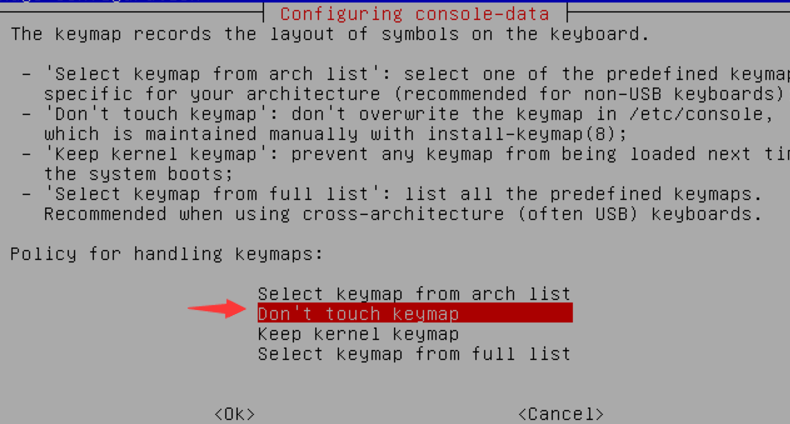 Configuring console-data
The keymap records the layout of symbols on the keyboard.
- 'Select keymap from arch list': select one of the predefined keymap
specific for your architecture (recommended for non-USB keyboards)
- 'Don't touch keymap': don't overwrite the keymap in /etc/console,
which is maintained manually with install-keymap(8);
- 'Keep kernel keymap': prevent any keymap from being loaded next ti
the system boots;
- 'Select keymap from full list': list all the predefined keymaps.
Recommended when using cross-architecture (often USB) keyboards.
Policy for handling keymaps:
Select keymap from arch list
Don't touch keymap
Keep kernel keymap
Select keymap from full list
<Ok> <Cancel>